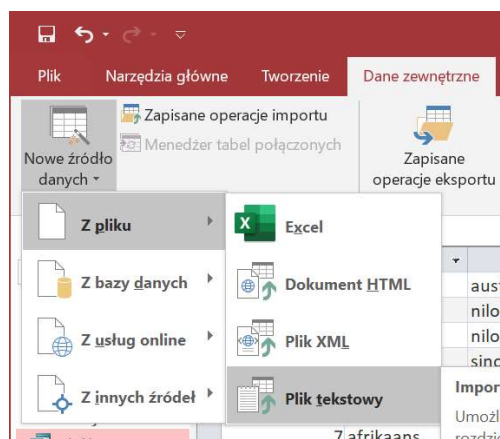 Plik Narzędzia główne Tworzenie Dane zewnętrzne
Nowe źródło danych
Zapisane operacje importu
Menedżer tabel połączonych
Zapisane
operacje eksportu
Z pliku
Z bazy danych
Z usług online
Z innych źródeł
Excel
Dokument HTML
Plik XML
Plik tekstowy
aust
nilo
nilo
sino
Impor
Umożl
7 afrikaans